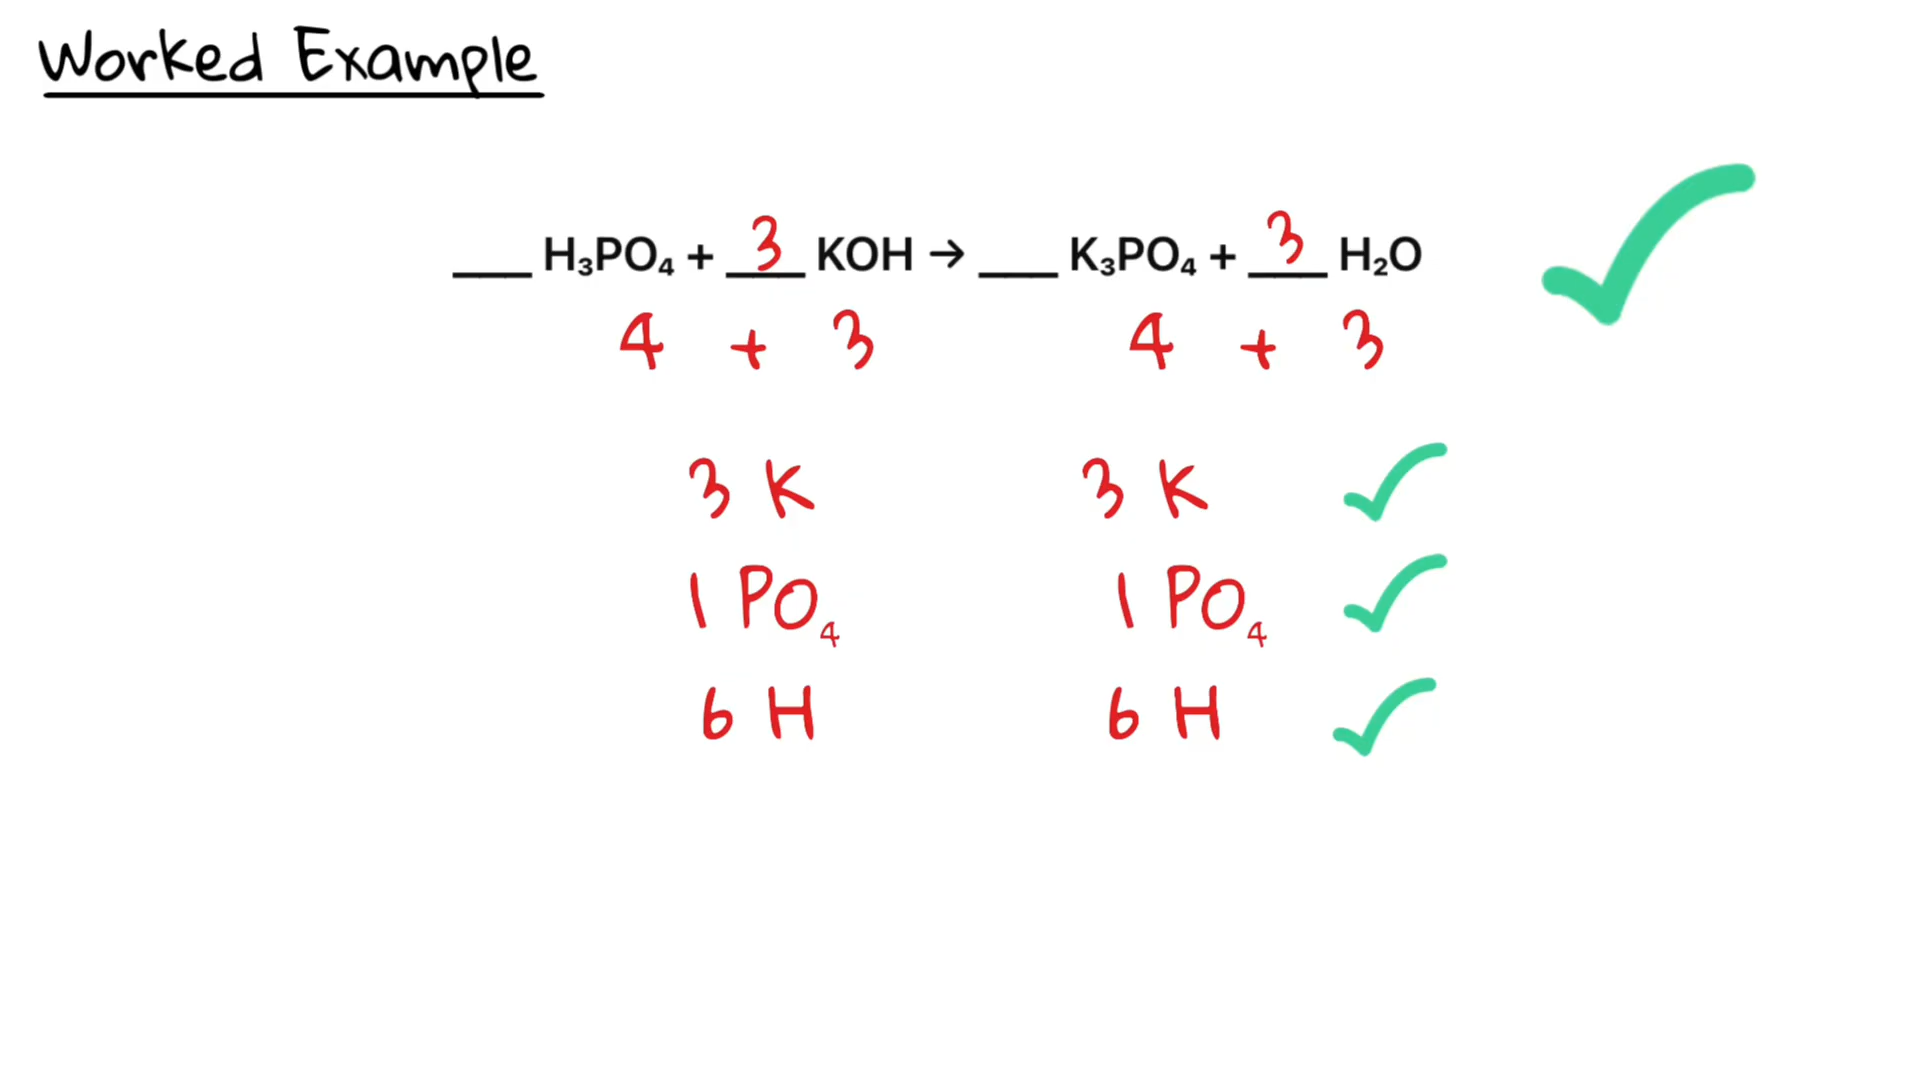 Worked Example
___ H₃PO₄ + 3 KOH → ___ K₃PO₄ + 3 H₂O
4 + 3 4 + 3
3 K 3 K
1 PO₄ 1 PO₄
6 H 6 H